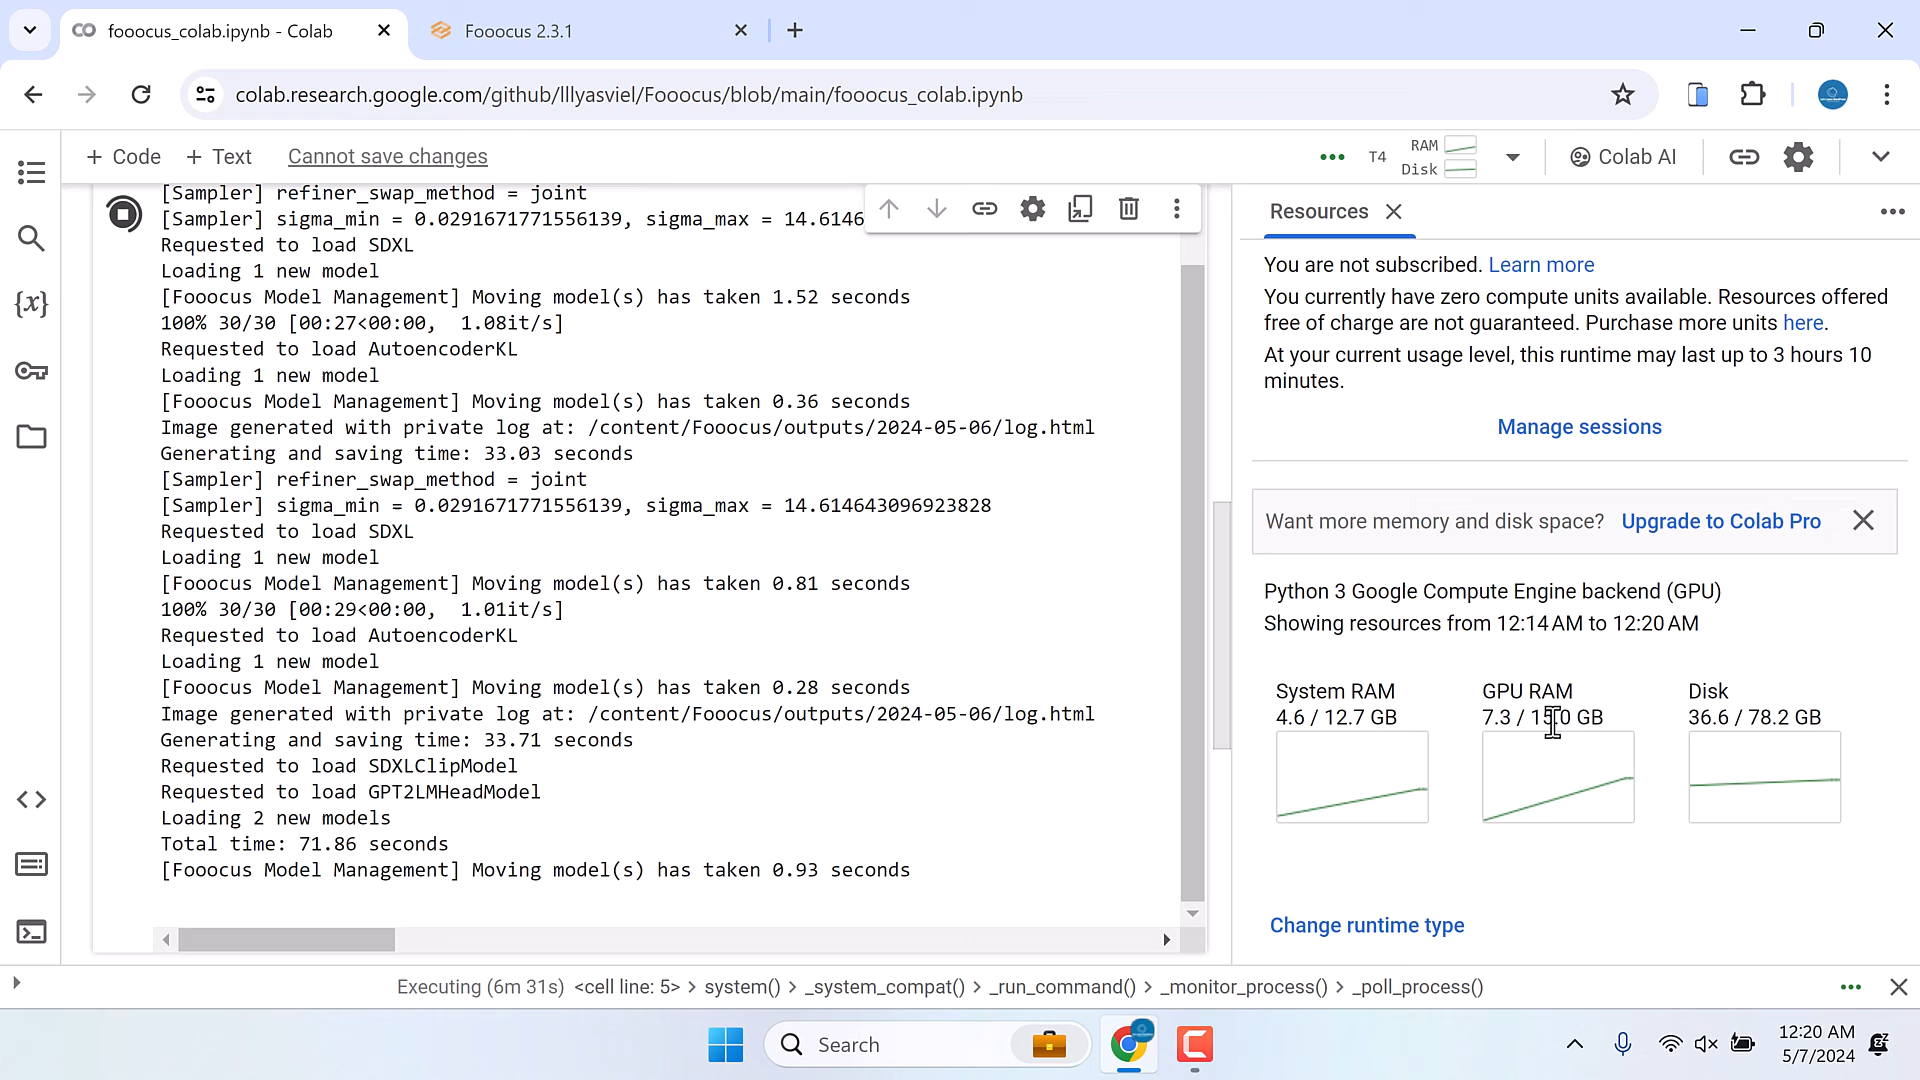 fooocus_colab.ipynb - Colab
Fooocus 2.3.1
colab.research.google.com/github/lllyasviel/Fooocus/blob/main/fooocus_colab.ipynb
+ Code + Text Cannot save changes
T4 RAM Disk
Colab AI
[Sampler] refiner_swap_method = joint
[Sampler] sigma_min = 0.0291671771556139, sigma_max = 14.6146
Requested to load SDXL
Loading 1 new model
[Fooocus Model Management] Moving model(s) has taken 1.52 seconds
100% 30/30 [00:27<00:00,  1.08it/s]
Requested to load AutoencoderKL
Loading 1 new model
[Fooocus Model Management] Moving model(s) has taken 0.36 seconds
Image generated with private log at: /content/Fooocus/outputs/2024-05-06/log.html
Generating and saving time: 33.03 seconds
[Sampler] refiner_swap_method = joint
[Sampler] sigma_min = 0.0291671771556139, sigma_max = 14.614643096923828
Requested to load SDXL
Loading 1 new model
[Fooocus Model Management] Moving model(s) has taken 0.81 seconds
100% 30/30 [00:29<00:00,  1.01it/s]
Requested to load AutoencoderKL
Loading 1 new model
[Fooocus Model Management] Moving model(s) has taken 0.28 seconds
Image generated with private log at: /content/Fooocus/outputs/2024-05-06/log.html
Generating and saving time: 33.71 seconds
Requested to load SDXLClipModel
Requested to load GPT2LMHeadModel
Loading 2 new models
Total time: 71.86 seconds
[Fooocus Model Management] Moving model(s) has taken 0.93 seconds
Resources
You are not subscribed. Learn more
You currently have zero compute units available. Resources offered
free of charge are not guaranteed. Purchase more units here.
At your current usage level, this runtime may last up to 3 hours 10
minutes.
Manage sessions
Want more memory and disk space? Upgrade to Colab Pro
Python 3 Google Compute Engine backend (GPU)
Showing resources from 12:14 AM to 12:20 AM
System RAM
4.6 / 12.7 GB
GPU RAM
7.3 / 15.0 GB
Disk
36.6 / 78.2 GB
Change runtime type
Executing (6m 31s) <cell line: 5> > system() > _system_compat() > _run_command() > _monitor_process() > _poll_process()
Search
12:20 AM
5/7/2024